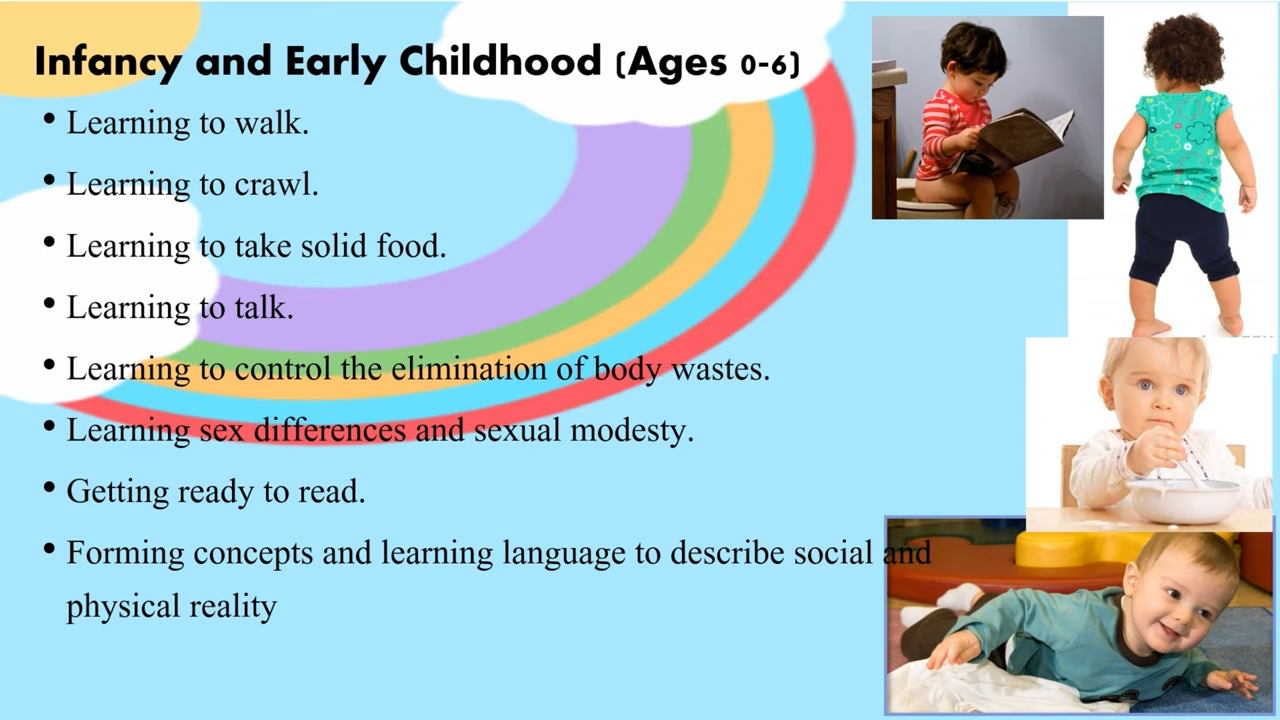 Infancy and Early Childhood (Ages 0-6)
• Learning to walk.
• Learning to crawl.
• Learning to take solid food.
• Learning to talk.
• Learning to control the elimination of body wastes.
• Learning sex differences and sexual modesty.
• Getting ready to read.
• Forming concepts and learning language to describe social and
physical reality